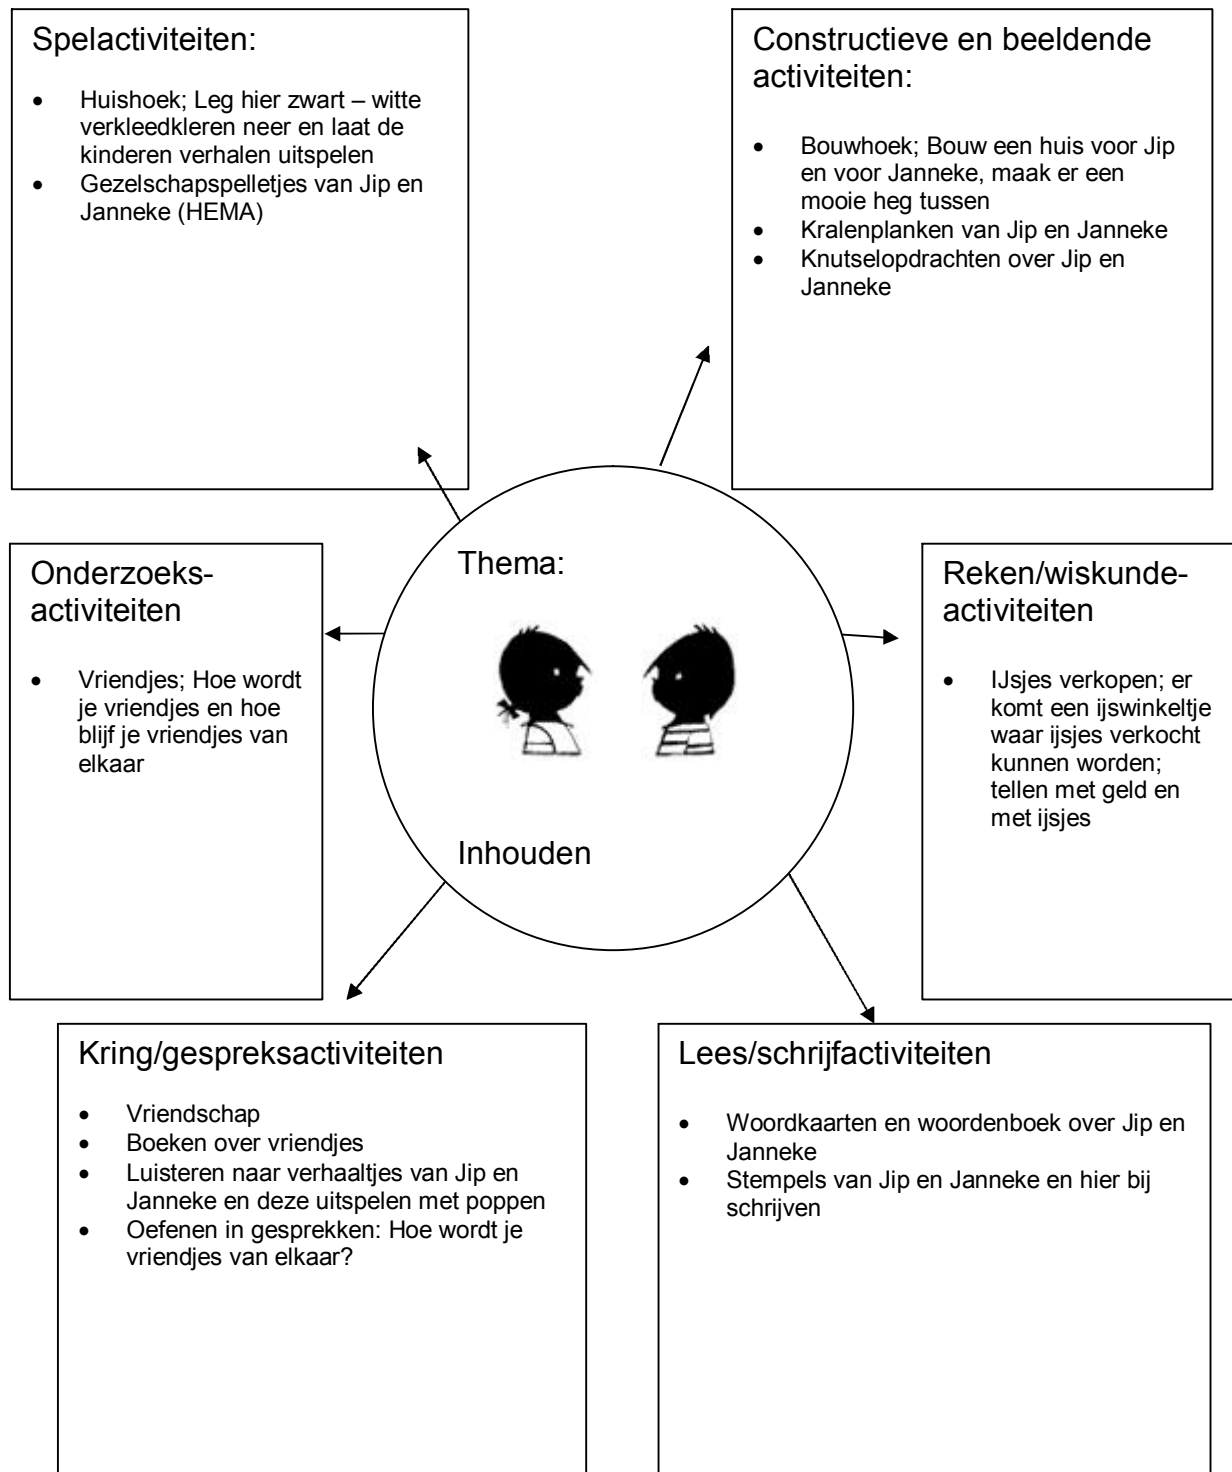 Spelactiviteiten:
• Huishoek; Leg hier zwart – witte
verkleedkleren neer en laat de
kinderen verhalen uitspelen
• Gezelschapspelletjes van Jip en
Janneke (HEMA)
Constructieve en beeldende
activiteiten:
• Bouwhoek; Bouw een huis voor Jip
en voor Janneke, maak er een
mooie heg tussen
• Kralenplanken van Jip en Janneke
• Knutselopdrachten over Jip en
Janneke
Onderzoeks-
activiteiten
• Vriendjes; Hoe wordt
je vriendjes en hoe
blijf je vriendjes van
elkaar
Thema:
Inhouden
Reken/wiskunde-
activiteiten
• IJsjes verkopen; er
komt een ijswinkeltje
waar ijsjes verkocht
kunnen worden;
tellen met geld en
met ijsjes
Kring/gespreksactiviteiten
• Vriendschap
• Boeken over vriendjes
• Luisteren naar verhaaltjes van Jip en
Janneke en deze uitspelen met poppen
• Oefenen in gesprekken: Hoe wordt je
vriendjes van elkaar?
Lees/schrijfactiviteiten
• Woordkaarten en woordenboek over Jip en
Janneke
• Stempels van Jip en Janneke en hier bij
schrijven